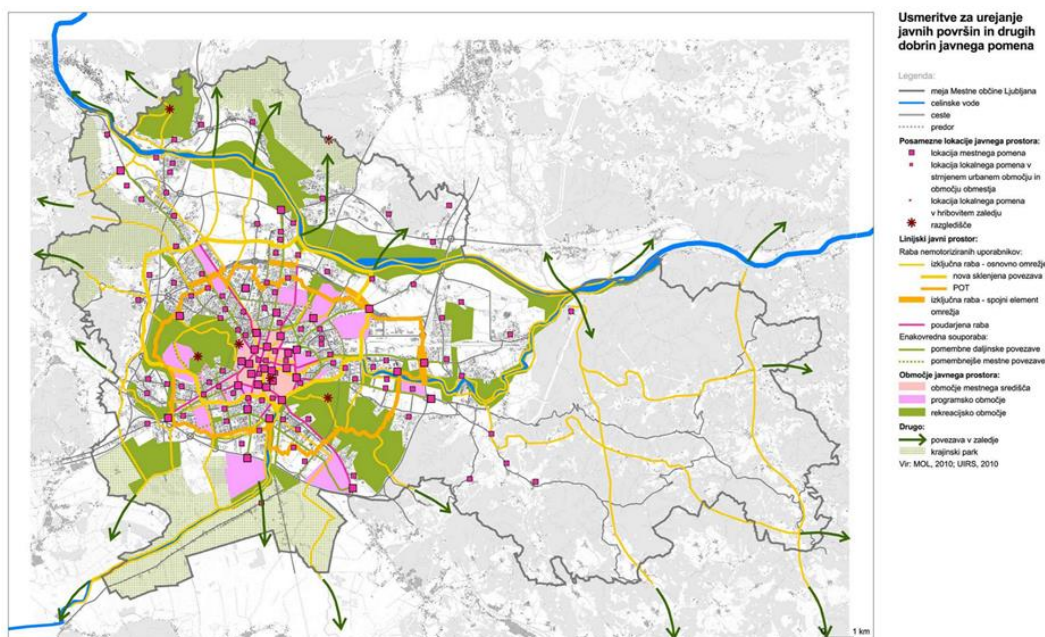 Usmeritve za urejanje
javnih površin in drugih
dobrin javnega pomena
Legenda:
meja Mestne občine Ljubljana
celinske vode
ceste
predor
Posamezne lokacije javnega prostora:
lokacija mestnega pomena
lokacija lokalnega pomena v
strnjenem urbanem območju in
območju obmestja
lokacija lokalnega pomena
v hribovitem zaledju
razgledišče
Linijski javni prostor:
Raba nemotoriziranih uporabnikov:
izključna raba - osnovno omrežje
nova sklenjena povezava
POT
izključna raba - spojni element
omrežja
poudarjena raba
Enakovredna souporaba:
pomembne daljinske povezave
pomembnejše mestne povezave
Območje javnega prostora:
območje mestnega središča
programsko območje
rekreacijsko območje
Drugo:
povezava v zaledje
krajinski park
Vir: MOL, 2010; UIRS, 2010
1 km